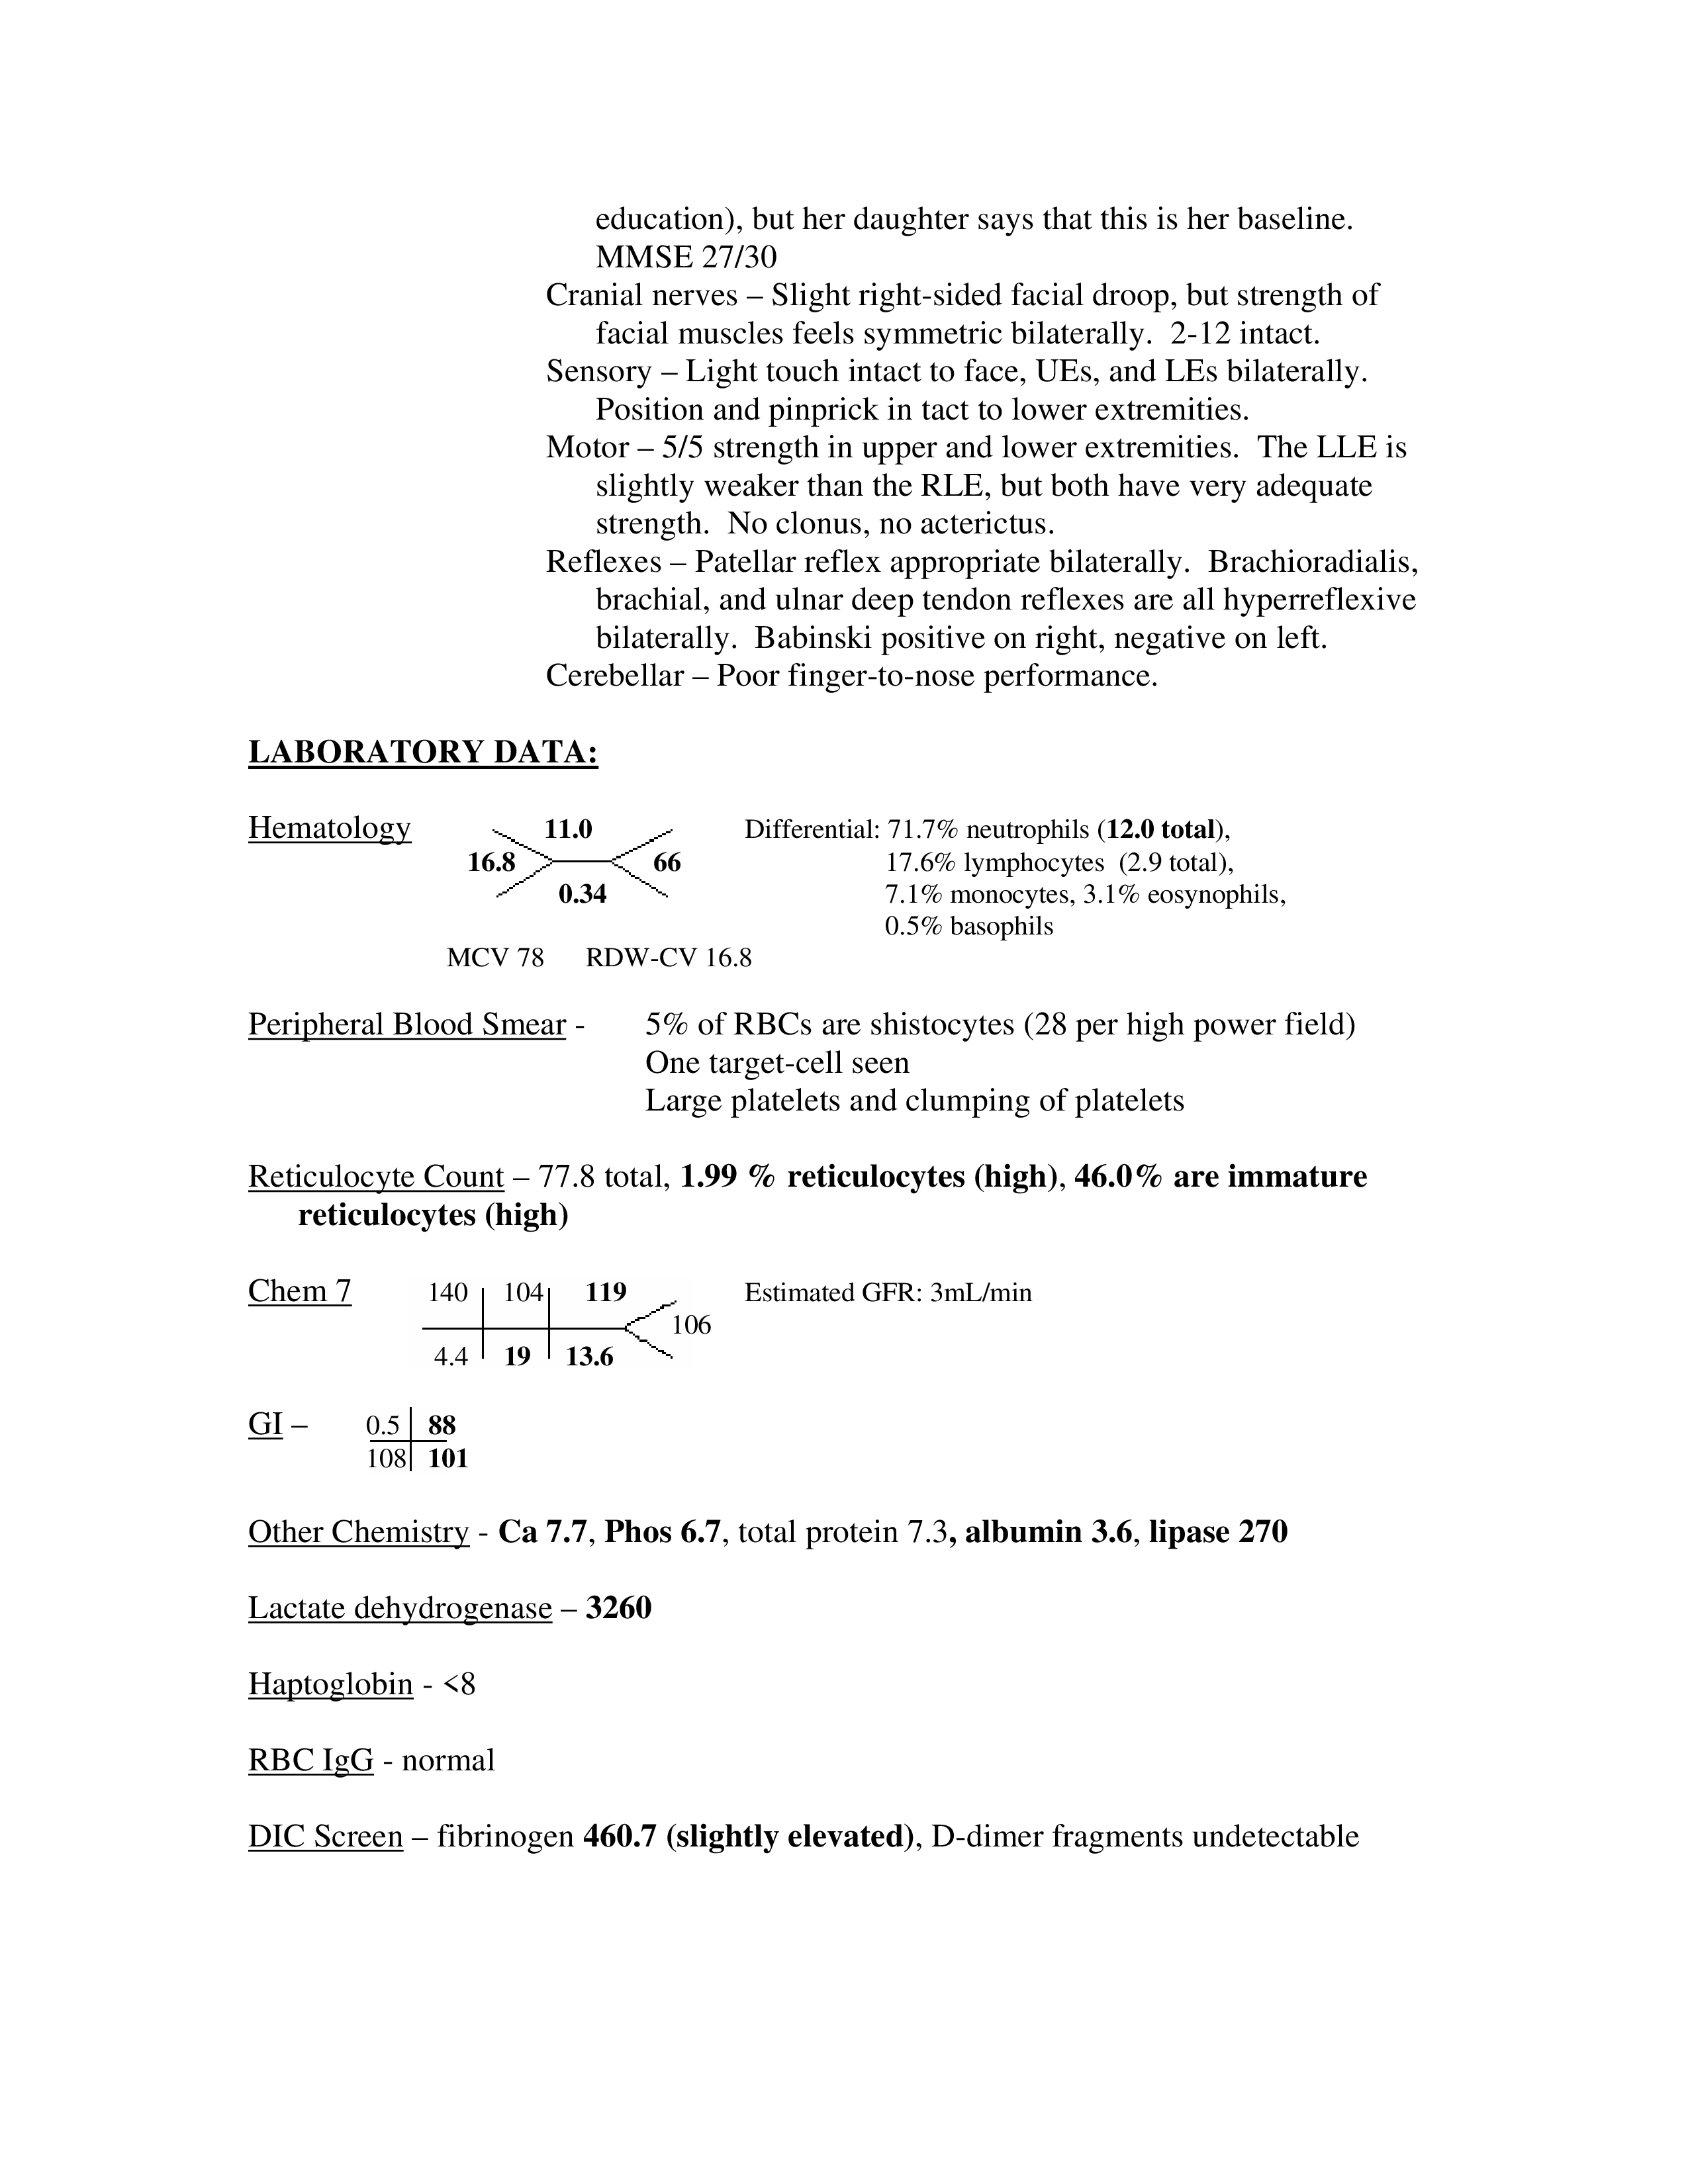 education), but her daughter says that this is her baseline.
MMSE 27/30
Cranial nerves – Slight right-sided facial droop, but strength of
facial muscles feels symmetric bilaterally.  2-12 intact.
Sensory – Light touch intact to face, UEs, and LEs bilaterally.
Position and pinprick in tact to lower extremities.
Motor – 5/5 strength in upper and lower extremities.  The LLE is
slightly weaker than the RLE, but both have very adequate
strength.  No clonus, no acterictus.
Reflexes – Patellar reflex appropriate bilaterally.  Brachioradialis,
brachial, and ulnar deep tendon reflexes are all hyperreflexive
bilaterally.  Babinski positive on right, negative on left.
Cerebellar – Poor finger-to-nose performance.
LABORATORY DATA:
Hematology 11.0 Differential: 71.7% neutrophils (12.0 total),
16.8 66 17.6% lymphocytes  (2.9 total),
0.34 7.1% monocytes, 3.1% eosynophils,
0.5% basophils
MCV 78 RDW-CV 16.8
Peripheral Blood Smear - 5% of RBCs are shistocytes (28 per high power field)
One target-cell seen
Large platelets and clumping of platelets
Reticulocyte Count – 77.8 total, 1.99 % reticulocytes (high), 46.0% are immature
reticulocytes (high)
Chem 7 140 104 119 Estimated GFR: 3mL/min
106
4.4 19 13.6
GI – 0.5 88
108 101
Other Chemistry - Ca 7.7, Phos 6.7, total protein 7.3, albumin 3.6, lipase 270
Lactate dehydrogenase – 3260
Haptoglobin - <8
RBC IgG - normal
DIC Screen – fibrinogen 460.7 (slightly elevated), D-dimer fragments undetectable